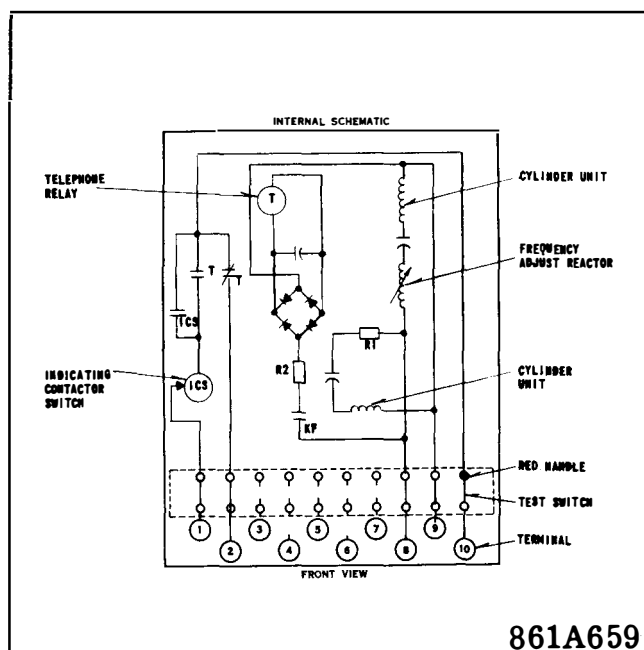 INTERNAL SCHEMATIC
TELEPHONE
RELAY
T
CYLINDER UNIT
FREQUENCY
ADJUST REACTOR
T
T
ICS
R1
INDICATING
CONTACTOR
SWITCH
ICS
R2
CYLINDER
UNIT
KF
RED HANDLE
TEST SWITCH
1
3
5
7
9
2
4
6
8
10
TERMINAL
FRONT VIEW
861A659